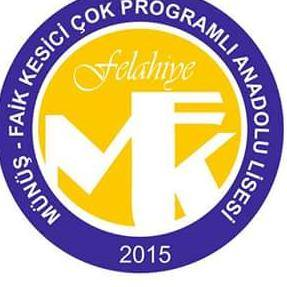 MÜNÜŞ - FAİK KESİCİ ÇOK PROGRAMLI ANADOLU LİSESİ
Felahiye
MFK
2015